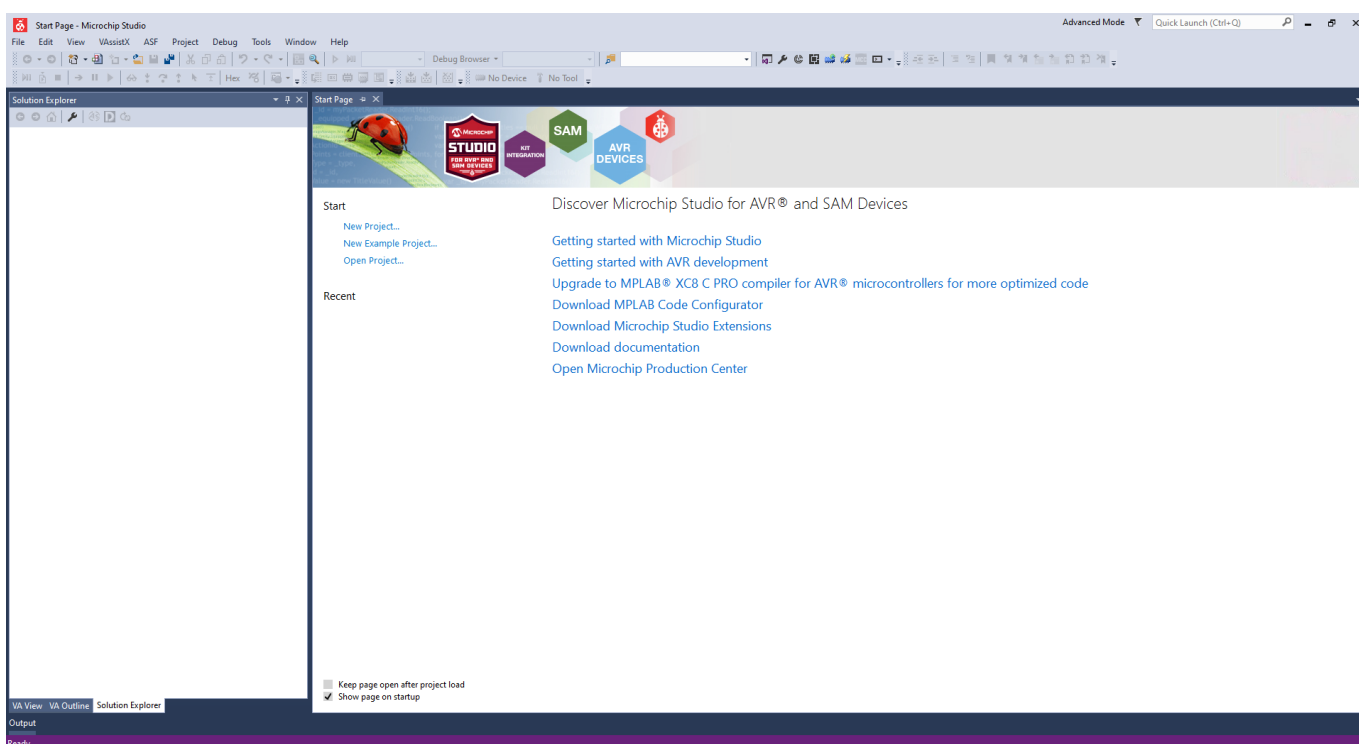 Start Page - Microchip Studio
Advanced Mode
Quick Launch (Ctrl+Q)
File Edit View VAssistX ASF Project Debug Tools Window Help
Debug Browser
Hex
No Device
No Tool
Solution Explorer
Start Page
MICROCHIP
STUDIO
FOR AVR® AND
SAM DEVICES
KIT
INTEGRATION
SAM
AVR
DEVICES
Start
New Project...
New Example Project...
Open Project...
Recent
Discover Microchip Studio for AVR® and SAM Devices
Getting started with Microchip Studio
Getting started with AVR development
Upgrade to MPLAB® XC8 C PRO compiler for AVR® microcontrollers for more optimized code
Download MPLAB Code Configurator
Download Microchip Studio Extensions
Download documentation
Open Microchip Production Center
Keep page open after project load
Show page on startup
VA View VA Outline Solution Explorer
Output
Ready